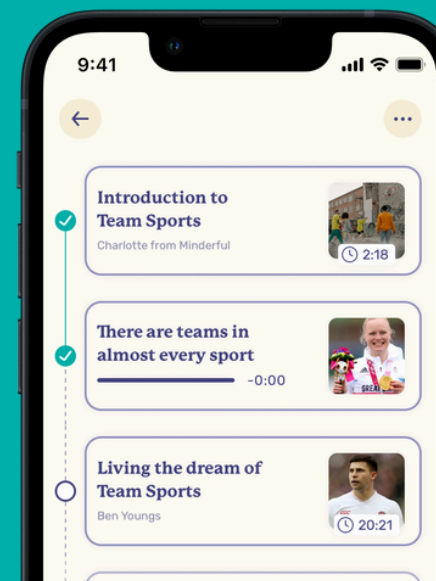 9:41
Introduction to
Team Sports
Charlotte from Minderful
2:18
There are teams in
almost every sport
-0:00
GREA
Living the dream of
Team Sports
Ben Youngs
20:21